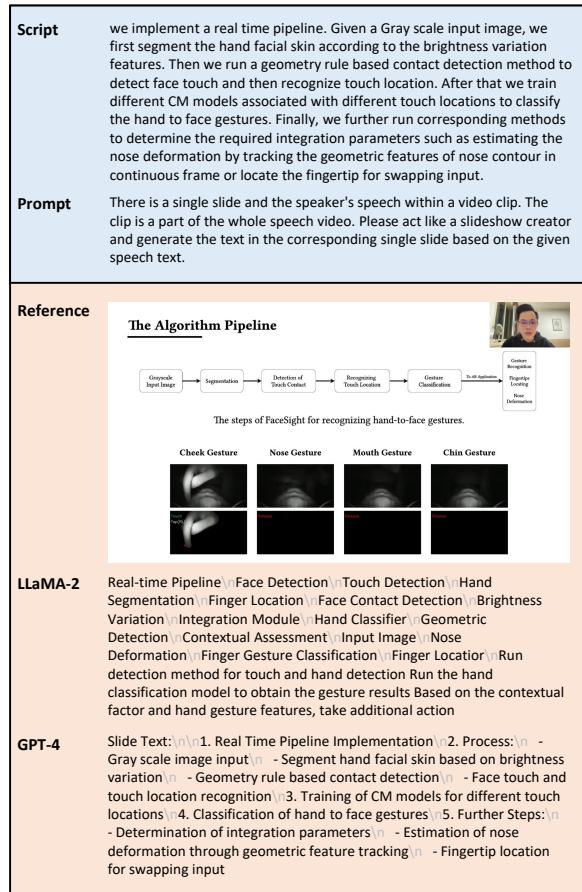 Script
we implement a real time pipeline. Given a Gray scale input image, we
first segment the hand facial skin according to the brightness variation
features. Then we run a geometry rule based contact detection method to
detect face touch and then recognize touch location. After that we train
different CM models associated with different touch locations to classify
the hand to face gestures. Finally, we further run corresponding methods
to determine the required integration parameters such as estimating the
nose deformation by tracking the geometric features of nose contour in
continuous frame or locate the fingertip for swapping input.
Prompt
There is a single slide and the speaker's speech within a video clip. The
clip is a part of the whole speech video. Please act like a slideshow creator
and generate the text in the corresponding single slide based on the given
speech text.
Reference
The Algorithm Pipeline
Grayscale
Input Image
Segmentation
Detection of
Touch Contact
Recognizing
Touch Location
Gesture
Classification
To AR Application
Gesture
Recognition
Fingertips
Locating
Nose
Deformation
The steps of FaceSight for recognizing hand-to-face gestures.
Cheek Gesture Nose Gesture Mouth Gesture Chin Gesture
LLaMA-2
Real-time Pipeline\nFace Detection\nTouch Detection\nHand
Segmentation\nFinger Location\nFace Contact Detection\nBrightness
Variation\nIntegration Module\nHand Classifier\nGeometric
Detection\nContextual Assessment\nInput Image\nNose
Deformation\nFinger Gesture Classification\nFinger Locatior\nRun
detection method for touch and hand detection Run the hand
classification model to obtain the gesture results Based on the contextual
factor and hand gesture features, take additional action
GPT-4
Slide Text:\n\n1. Real Time Pipeline Implementation\n2. Process:\n -
Gray scale image input\n - Segment hand facial skin based on brightness
variation\n - Geometry rule based contact detection\n - Face touch and
touch location recognition\n3. Training of CM models for different touch
locations\n4. Classification of hand to face gestures\n5. Further Steps:\n
- Determination of integration parameters\n - Estimation of nose
deformation through geometric feature tracking\n - Fingertip location
for swapping input